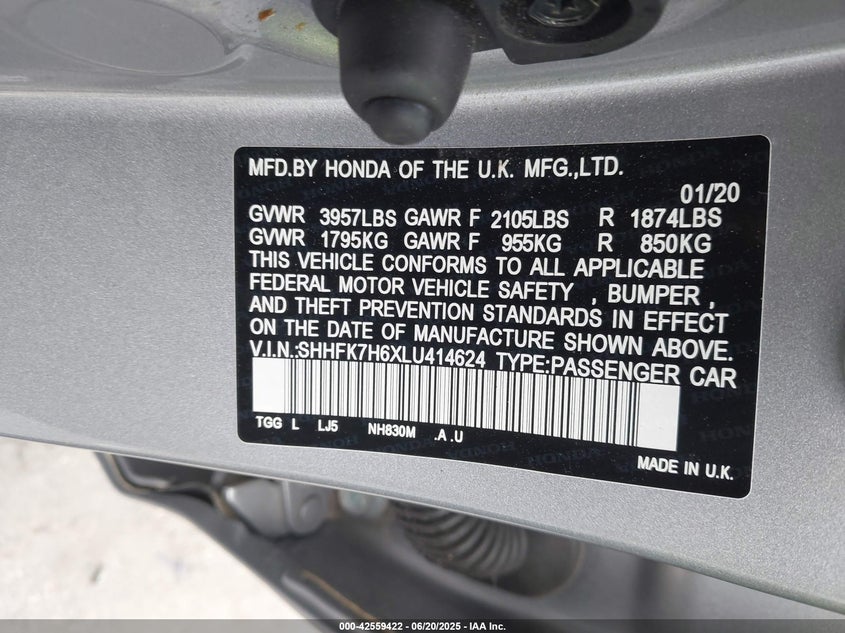 MFD.BY HONDA OF THE U.K. MFG.,LTD.
01/20
GVWR 3957LBS GAWR F 2105LBS R 1874LBS
GVWR 1795KG GAWR F 955KG R 850KG
THIS VEHICLE CONFORMS TO ALL APPLICABLE
FEDERAL MOTOR VEHICLE SAFETY , BUMPER ,
AND THEFT PREVENTION STANDARDS IN EFFECT
ON THE DATE OF MANUFACTURE SHOWN ABOVE.
V.I.N.:SHHFK7H6XLU414624 TYPE:PASSENGER CAR
TGG L LJ5 NH830M .A .U
MADE IN U.K.
000-42559422 - 06/20/2025 - IAA Inc.